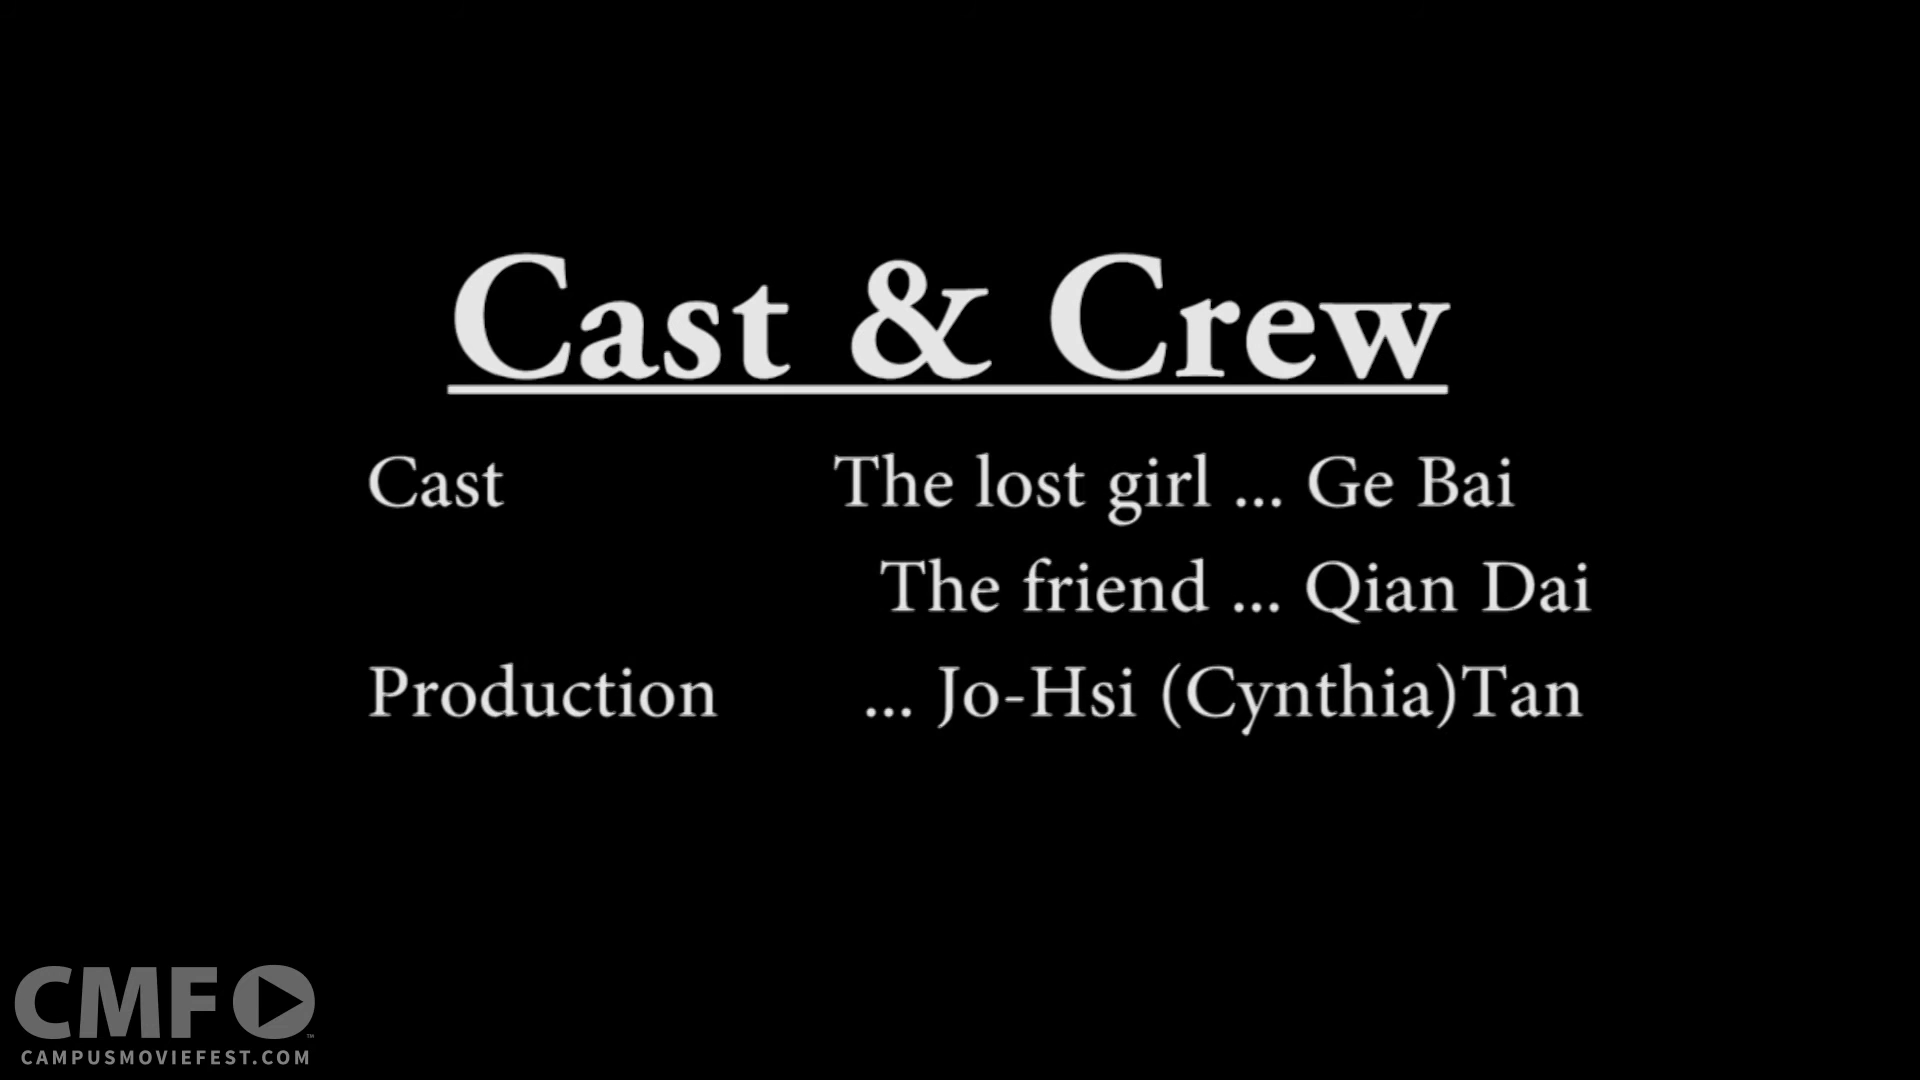 Cast & Crew
Cast The lost girl ... Ge Bai
The friend ... Qian Dai
Production ... Jo-Hsi (Cynthia)Tan
CMF
CAMPUSMOVIEFEST.COM